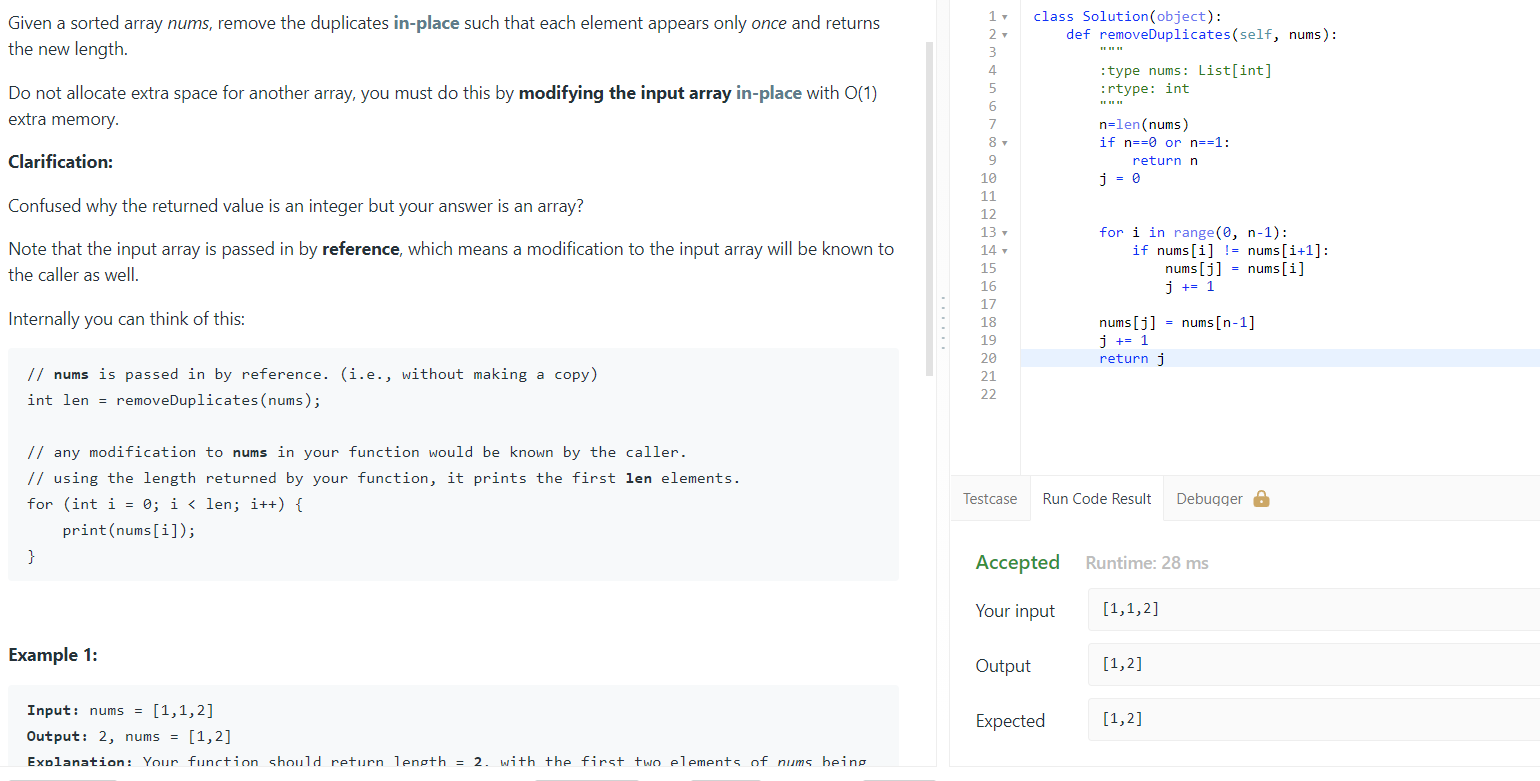 Given a sorted array nums, remove the duplicates in-place such that each element appears only once and returns
the new length.
Do not allocate extra space for another array, you must do this by modifying the input array in-place with O(1)
extra memory.
Clarification:
Confused why the returned value is an integer but your answer is an array?
Note that the input array is passed in by reference, which means a modification to the input array will be known to
the caller as well.
Internally you can think of this:
// nums is passed in by reference. (i.e., without making a copy)
int len = removeDuplicates(nums);
// any modification to nums in your function would be known by the caller.
// using the length returned by your function, it prints the first len elements.
for (int i = 0; i < len; i++) {
    print(nums[i]);
}
Example 1:
Input: nums = [1,1,2]
Output: 2, nums = [1,2]
Explanation: Your function should return length = 2, with the first two elements of nums being
1 class Solution(object):
2     def removeDuplicates(self, nums):
3         """
4         :type nums: List[int]
5         :rtype: int
6         """
7         n=len(nums)
8         if n==0 or n==1:
9             return n
10         j = 0
11
12
13         for i in range(0, n-1):
14             if nums[i] != nums[i+1]:
15                 nums[j] = nums[i]
16                 j += 1
17
18         nums[j] = nums[n-1]
19         j += 1
20         return j
21
22
Testcase Run Code Result Debugger
Accepted Runtime: 28 ms
Your input [1,1,2]
Output [1,2]
Expected [1,2]